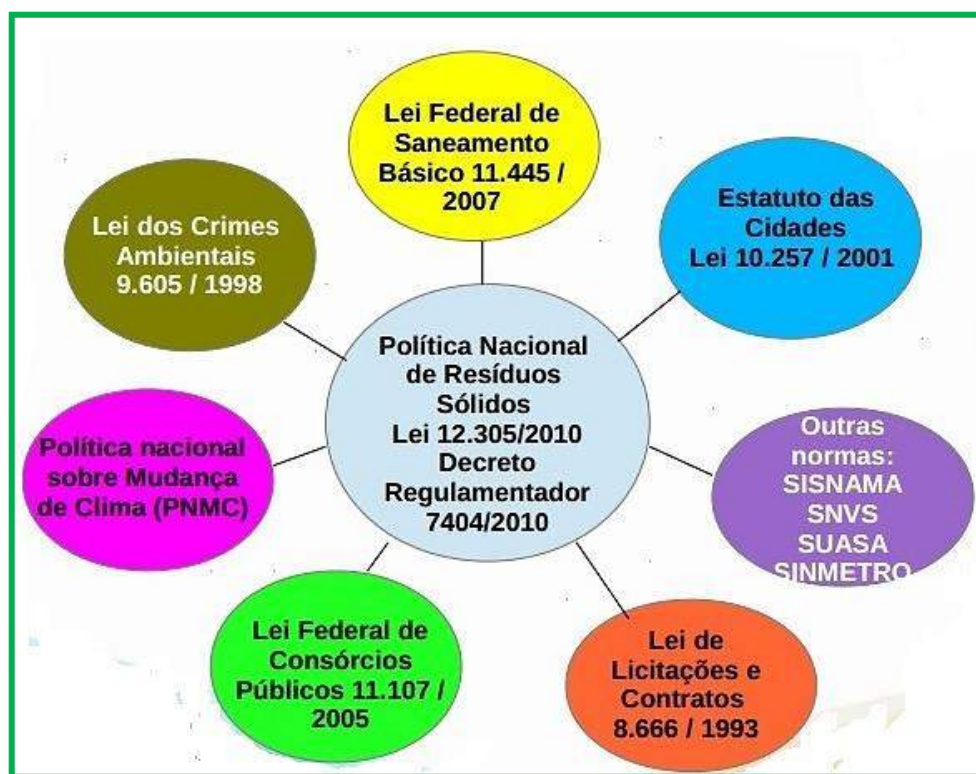 Lei Federal de
Saneamento
Básico 11.445 /
2007
Lei dos Crimes
Ambientais
9.605 / 1998
Estatuto das
Cidades
Lei 10.257 / 2001
Política Nacional
de Resíduos
Sólidos
Lei 12.305/2010
Decreto
Regulamentador
7404/2010
Política nacional
sobre Mudança
de Clima (PNMC)
Outras
normas:
SISNAMA
SNVS
SUASA
SINMETRO
Lei Federal de
Consórcios
Públicos 11.107 /
2005
Lei de
Licitações e
Contratos
8.666 / 1993